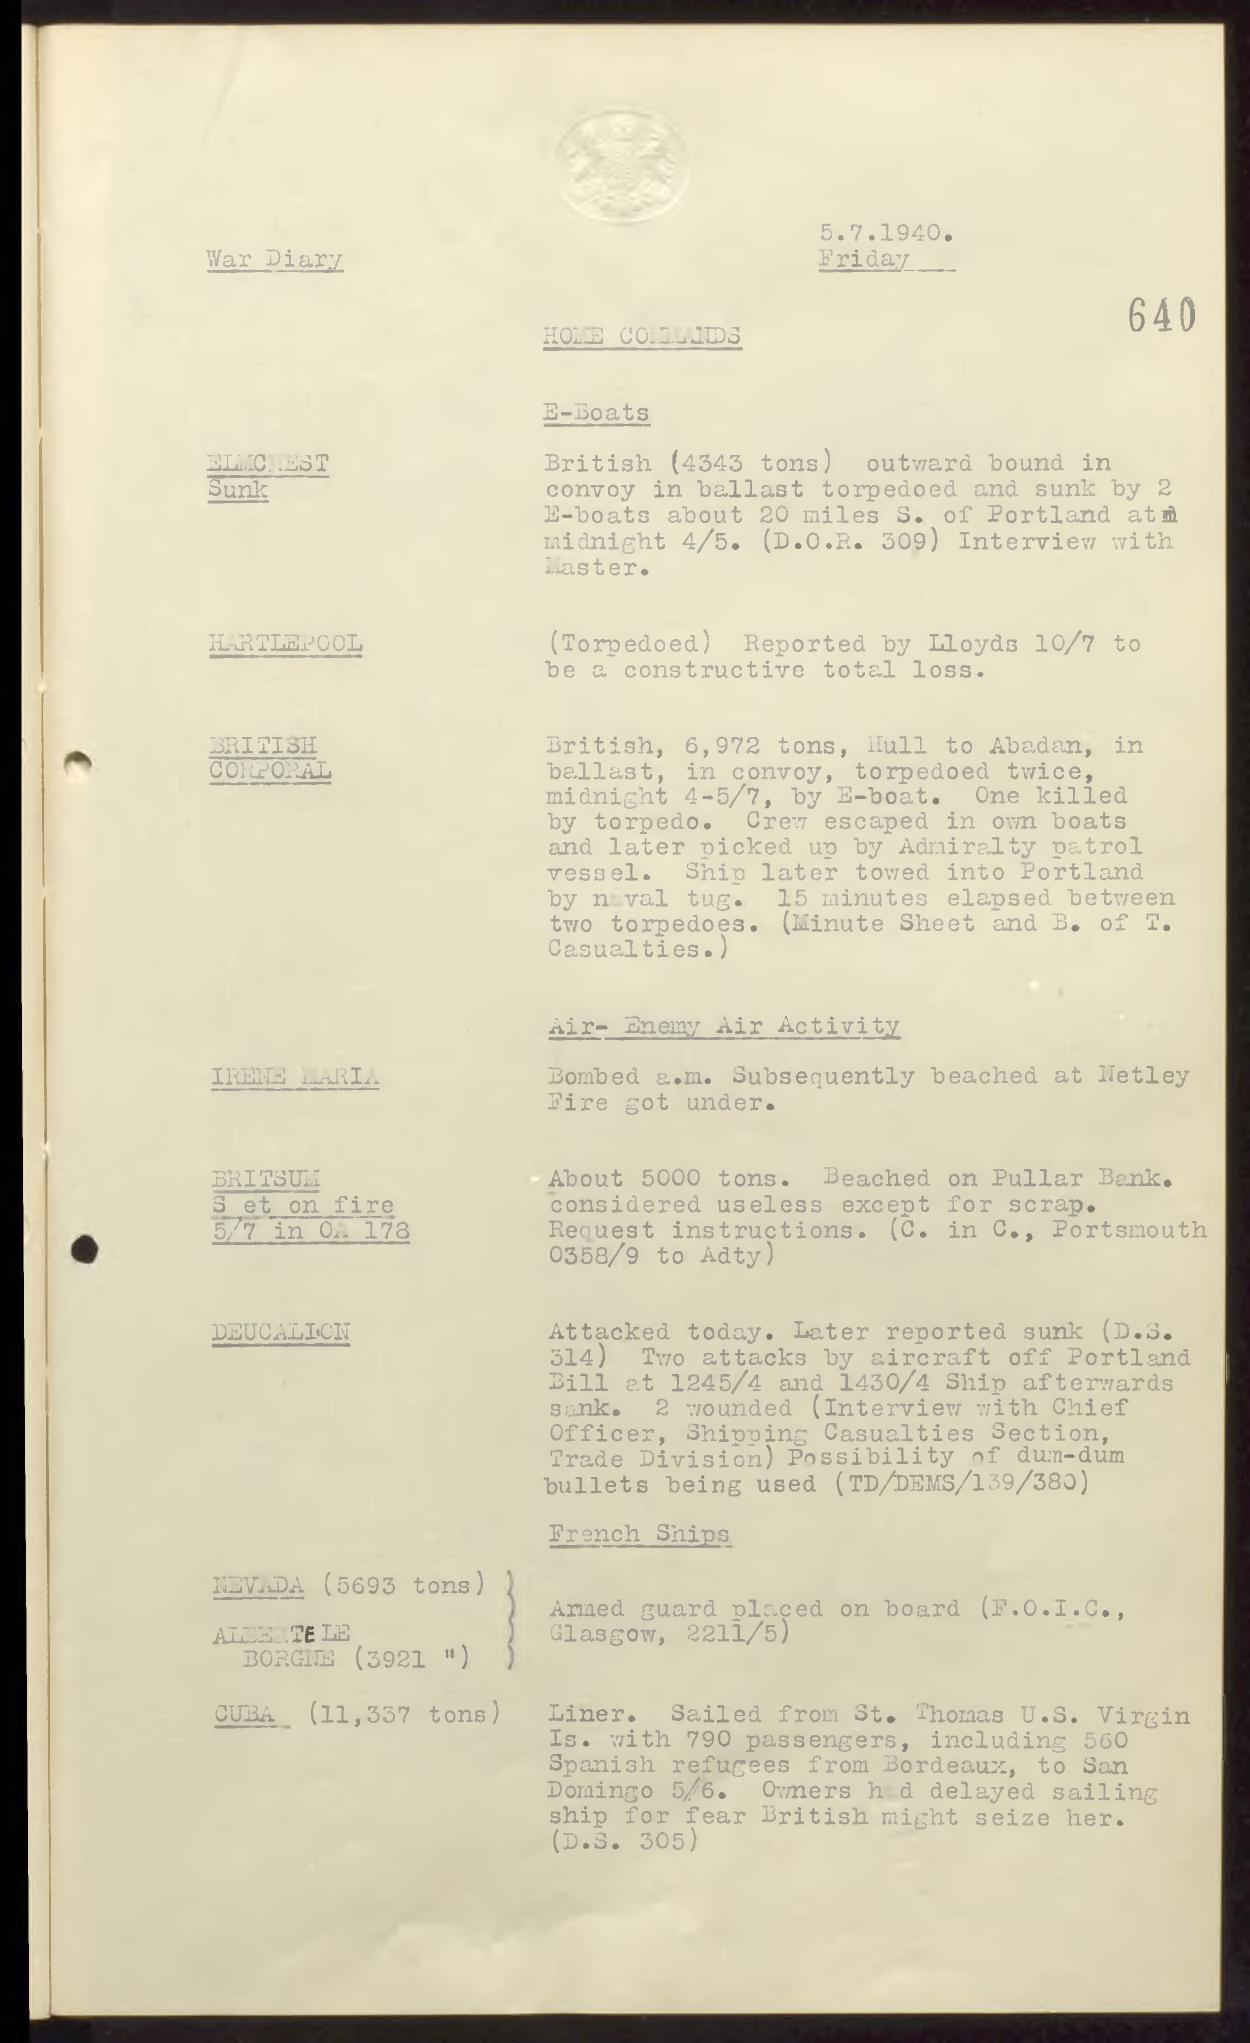 5.7.1940.
War Diary
Friday
640
HOME COMMANDS
E-Boats
ELMCREST
Sunk
British (4343 tons) outward bound in
convoy in ballast torpedoed and sunk by 2
E-boats about 20 miles S. of Portland at
midnight 4/5. (D.O.R. 309) Interview with
Master.
HARTLEPOOL
(Torpedoed) Reported by Lloyds 10/7 to
be a constructive total loss.
BRITISH
CORPORAL
British, 6,972 tons, Hull to Abadan, in
ballast, in convoy, torpedoed twice,
midnight 4-5/7, by E-boat. One killed
by torpedo. Crew escaped in own boats
and later picked up by Admiralty patrol
vessel. Ship later towed into Portland
by naval tug. 15 minutes elapsed between
two torpedoes. (Minute Sheet and B. of T.
Casualties.)
Air- Enemy Air Activity
IRENE MARIA
Bombed a.m. Subsequently beached at Netley
Fire got under.
BRITSUM
S et on fire
5/7 in OA 178
About 5000 tons. Beached on Pullar Bank.
considered useless except for scrap.
Request instructions. (C. in C., Portsmouth
0358/9 to Adty)
DEUCALION
Attacked today. Later reported sunk (D.S.
314) Two attacks by aircraft off Portland
Bill at 1245/4 and 1430/4 Ship afterwards
sank. 2 wounded (Interview with Chief
Officer, Shipping Casualties Section,
Trade Division) Possibility of dum-dum
bullets being used (TD/DEMS/139/380)
French Ships
NEVADA (5693 tons)
ALBERTE LE
BORGNE (3921 ")
Armed guard placed on board (F.O.I.C.,
Glasgow, 2211/5)
CUBA (11,337 tons)
Liner. Sailed from St. Thomas U.S. Virgin
Is. with 790 passengers, including 560
Spanish refugees from Bordeaux, to San
Domingo 5/6. Owners had delayed sailing
ship for fear British might seize her.
(D.S. 305)